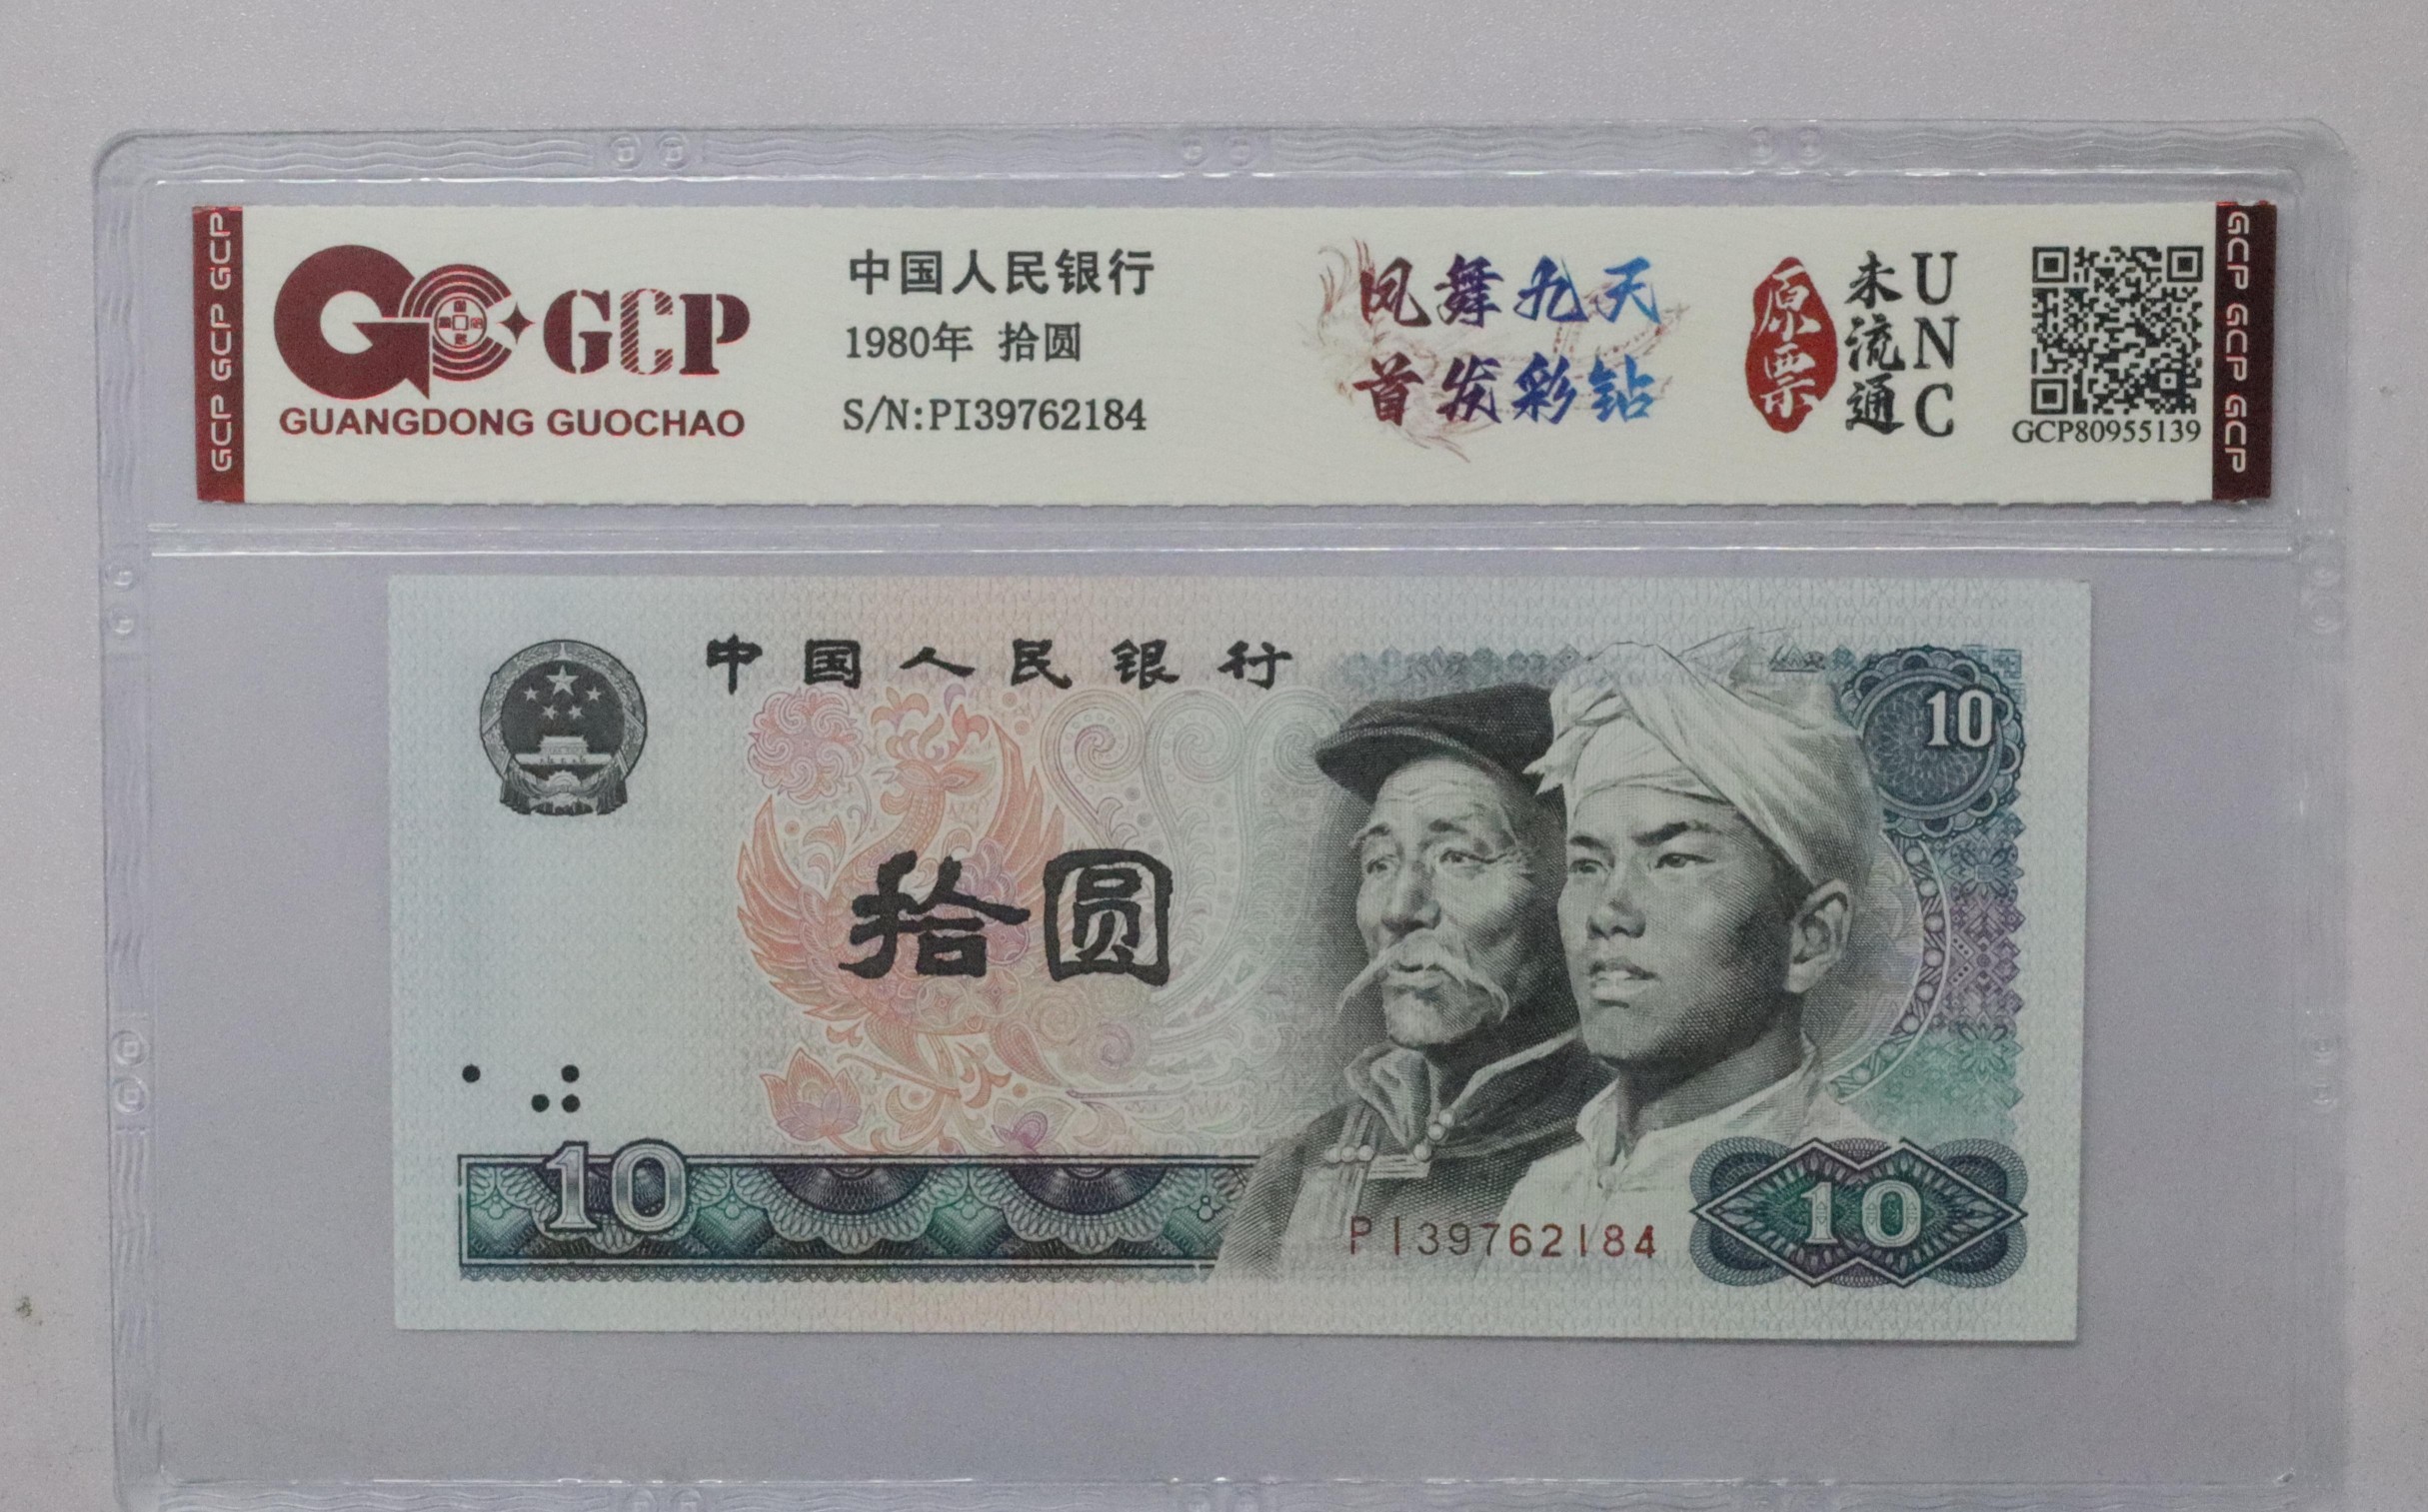 GCP GCP GCP
GCP
GUANGDONG GUOCHAO
中国人民银行
1980年 拾圆
S/N:PI39762184
凤舞九天
首发彩钻
原票
未流通
UNC
GCP80955139
GCP GCP GCP
中国人民银行
10
拾圆
10
PI39762184
10